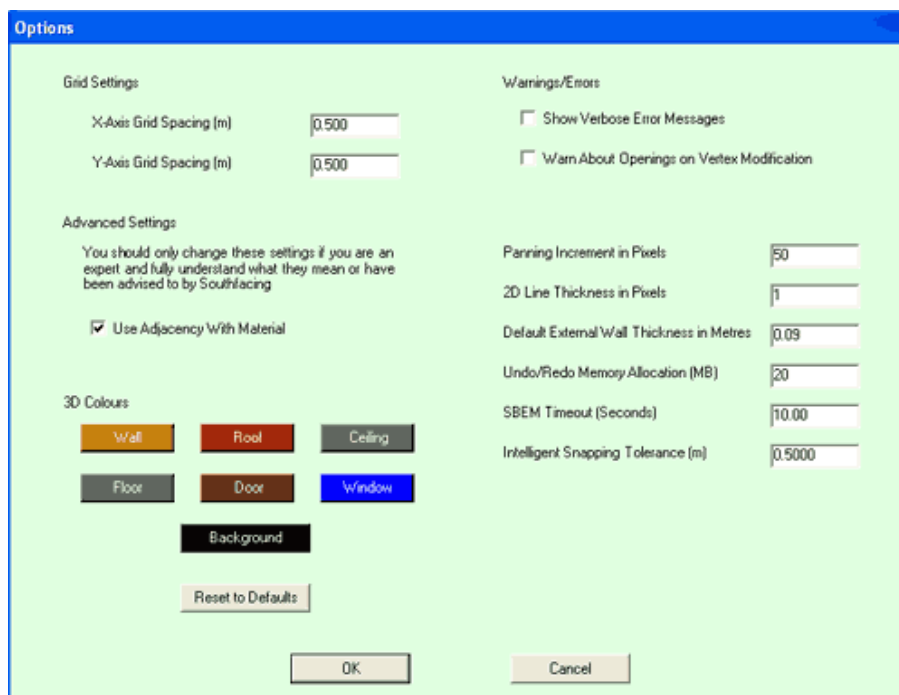 Options
Grid Settings
X-Axis Grid Spacing (m)
0.500
Y-Axis Grid Spacing (m)
0.500
Warnings/Errors
Show Verbose Error Messages
Warn About Openings on Vertex Modification
Advanced Settings
You should only change these settings if you are an
expert and fully understand what they mean or have
been advised to by Southfacing
Use Adjacency With Material
Panning Increment in Pixels
50
2D Line Thickness in Pixels
1
Default External Wall Thickness in Metres
0.09
Undo/Redo Memory Allocation (MB)
20
SBEM Timeout (Seconds)
10.00
Intelligent Snapping Tolerance (m)
0.5000
3D Colours
Wall
Roof
Ceiling
Floor
Door
Window
Background
Reset to Defaults
OK
Cancel